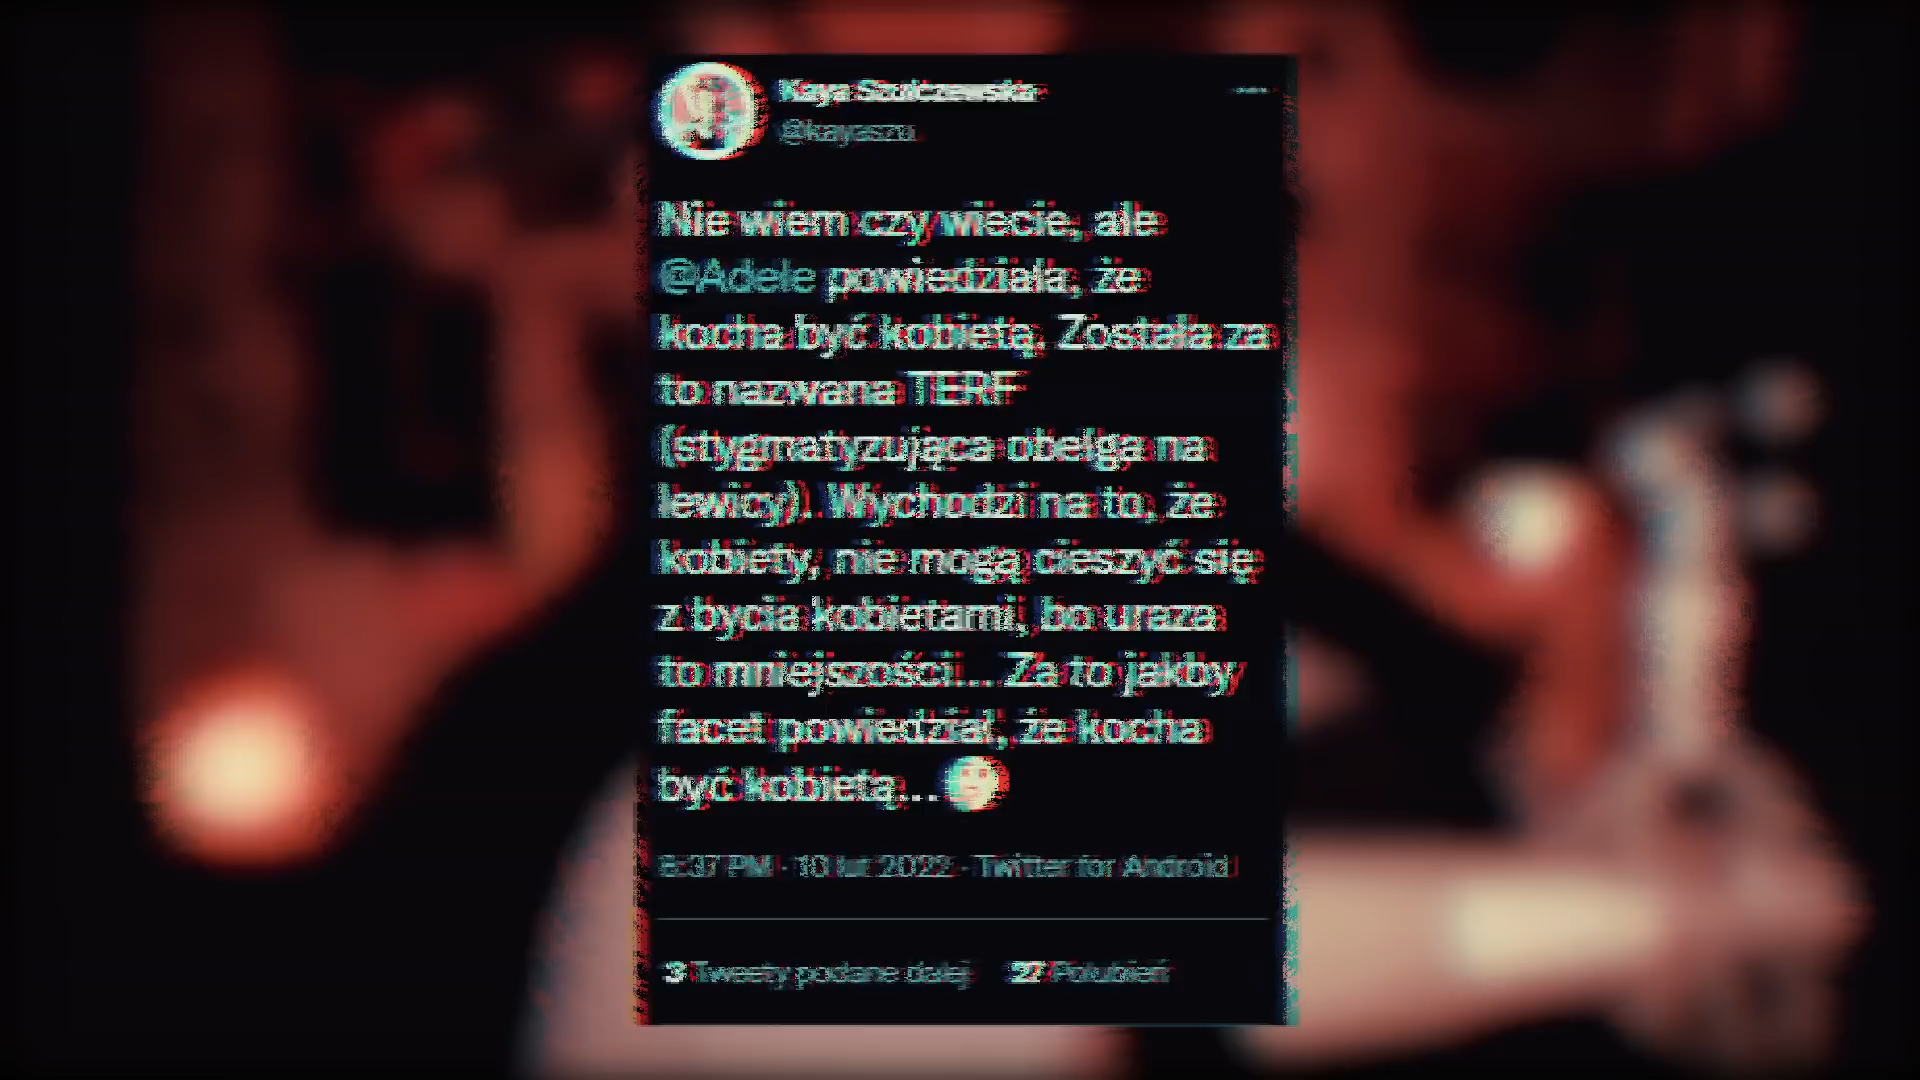 Kaya Szulczewska
@kayaszu
Nie wiem czy wiecie, ale
@Adele powiedziała, że
kocha być kobietą. Została za
to nazwana TERF
(stygmatyzująca obelga na
lewicy). Wychodzi na to, że
kobiety, nie mogą cieszyć się
z bycia kobietami, bo uraża
to mniejszości... Za to jakby
facet powiedział, że kocha
być kobietą...
8:37 PM · 10 lut 2022 · Twitter for Android
3 Tweety podane dalej 27 Polubień